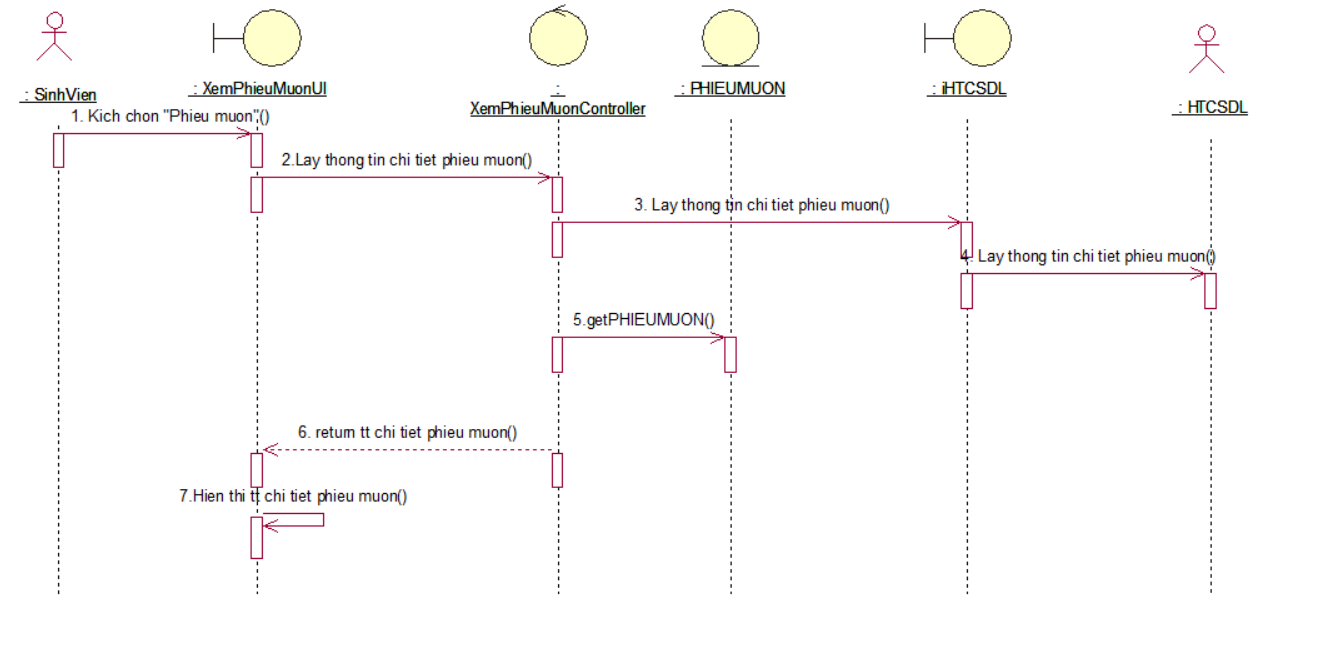 : SinhVien
: XemPhieuMuonUI
:
XemPhieuMuonController
: PHIEUMUON
: iHTCSDL
: HTCSDL
1. Kich chon "Phieu muon"()
2.Lay thong tin chi tiet phieu muon()
3. Lay thong tin chi tiet phieu muon()
4. Lay thong tin chi tiet phieu muon()
5.getPHIEUMUON()
6. return tt chi tiet phieu muon()
7.Hien thi tt chi tiet phieu muon()